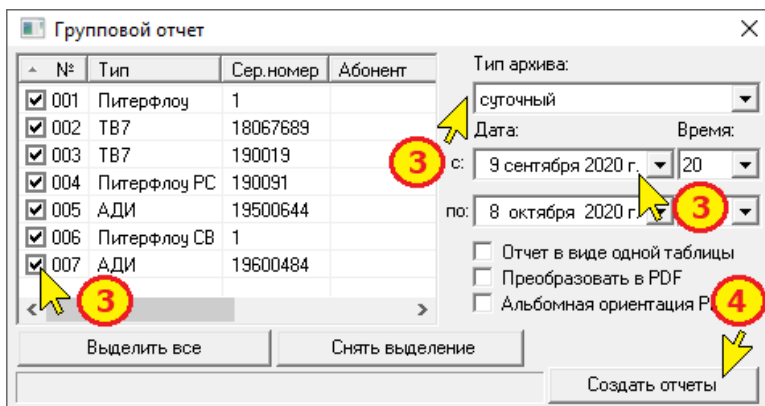 Групповой отчет
№ Тип Сер.номер Абонент
001 Питерфлоу 1
002 ТВ7 18067689
003 ТВ7 190019
004 Питерфлоу РС 190091
005 АДИ 19500644
006 Питерфлоу СВ 1
007 АДИ 19600484
3
Выделить все Снять выделение
Тип архива:
суточный
3
Дата: Время:
с: 9 сентября 2020 г. 20
3
по: 8 октября 2020 г.
Отчет в виде одной таблицы
Преобразовать в PDF
Альбомная ориентация
4
Создать отчеты